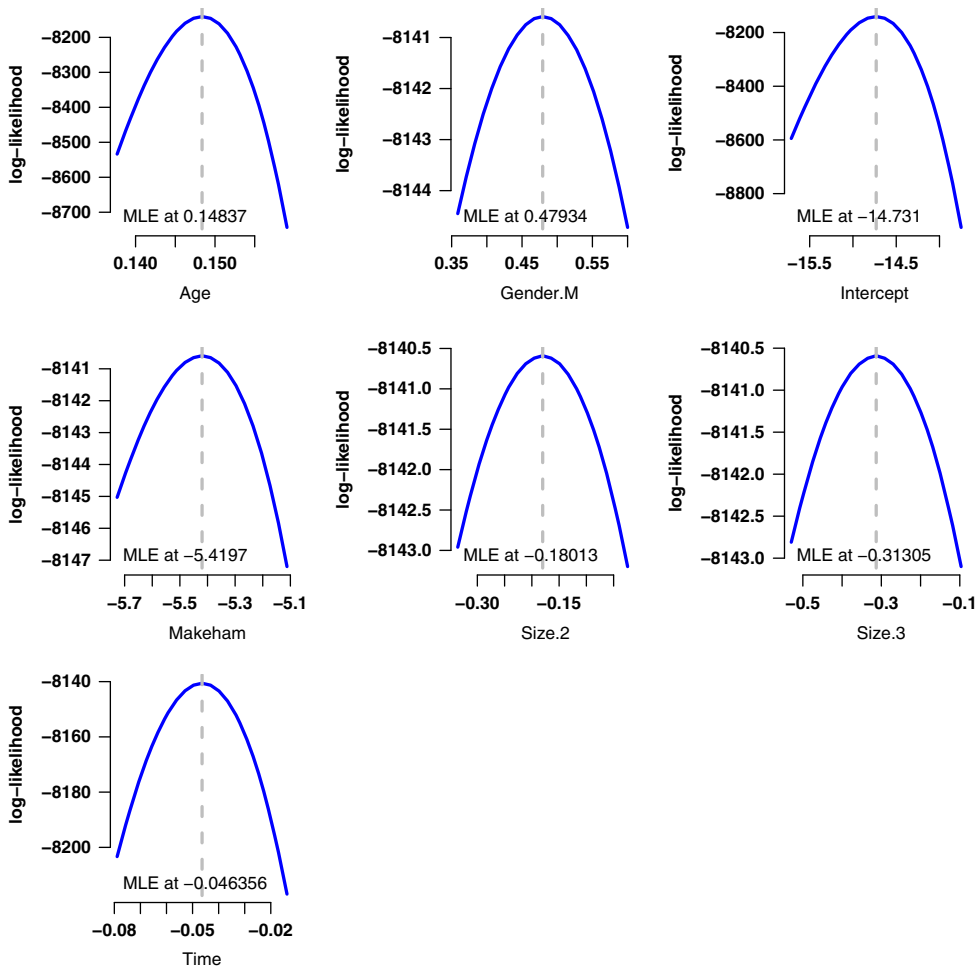 log−likelihood
−8200
−8300
−8400
−8500
−8600
−8700
MLE at 0.14837
0.140 0.150
Age
log−likelihood
−8141
−8142
−8143
−8144
MLE at 0.47934
0.35 0.45 0.55
Gender.M
log−likelihood
−8200
−8400
−8600
−8800
MLE at −14.731
−15.5 −14.5
Intercept
log−likelihood
−8141
−8142
−8143
−8144
−8145
−8146
−8147
MLE at −5.4197
−5.7 −5.5 −5.3 −5.1
Makeham
log−likelihood
−8140.5
−8141.0
−8141.5
−8142.0
−8142.5
−8143.0
MLE at −0.18013
−0.30 −0.15
Size.2
log−likelihood
−8140.5
−8141.0
−8141.5
−8142.0
−8142.5
−8143.0
MLE at −0.31305
−0.5 −0.3 −0.1
Size.3
log−likelihood
−8140
−8160
−8180
−8200
MLE at −0.046356
−0.08 −0.05 −0.02
Time